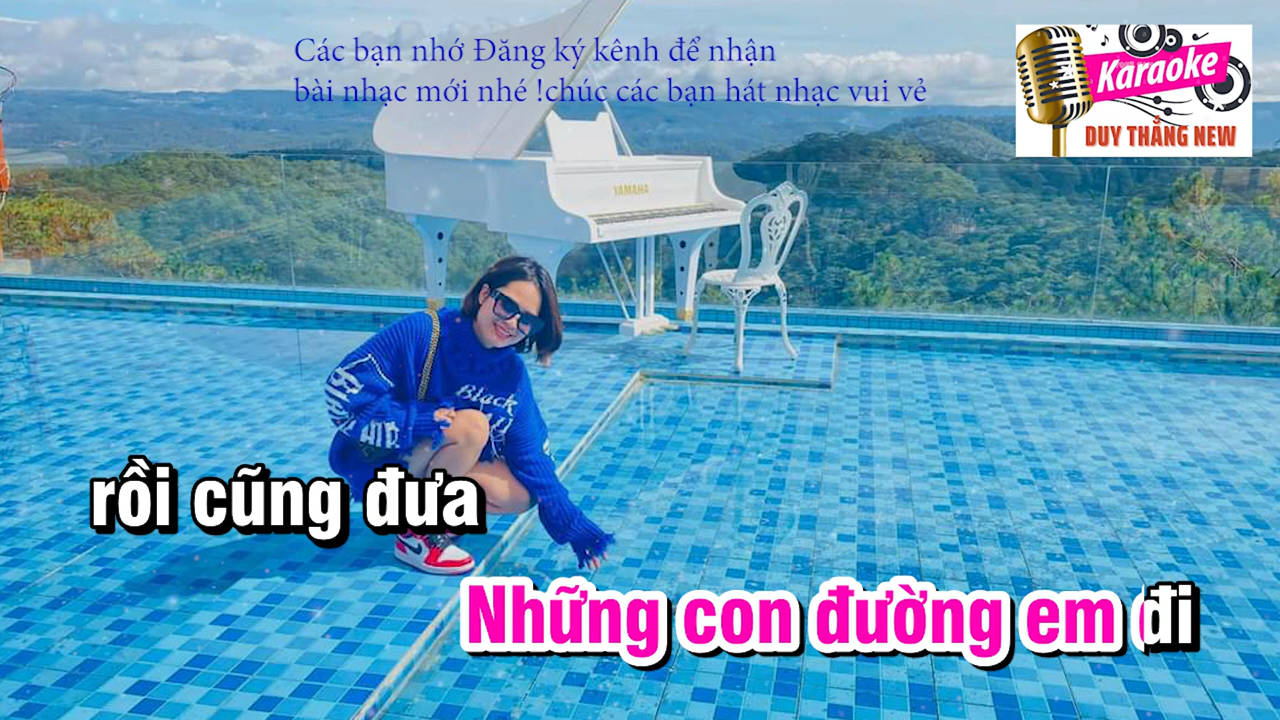 Các bạn nhớ Đăng ký kênh để nhận
bài nhạc mới nhé !chúc các bạn hát nhạc vui vẻ
Karaoke
DUY THẮNG NEW
YAMAHA
Black
rồi cũng đưa
Những con đường em đi